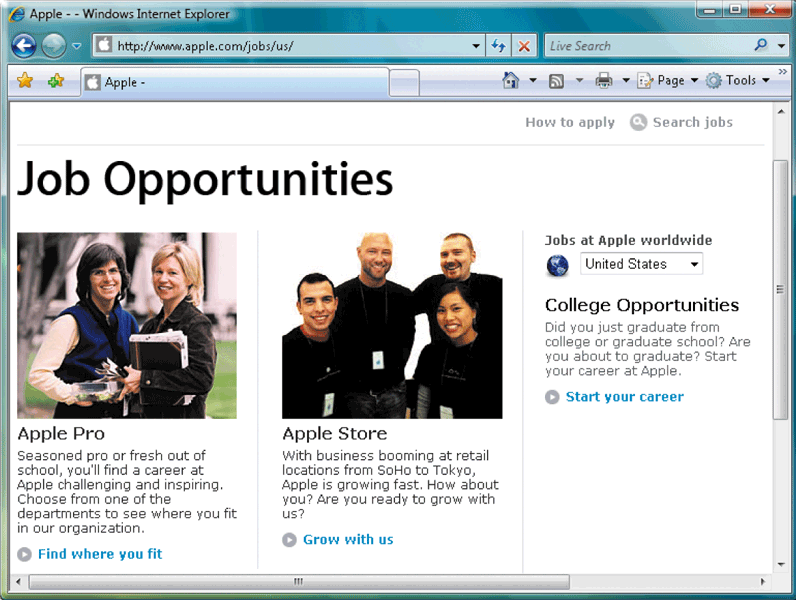 Apple - - Windows Internet Explorer
http://www.apple.com/jobs/us/
Live Search
Apple -
Page
Tools
How to apply
Search jobs
Job Opportunities
Apple Pro
Seasoned pro or fresh out of
school, you'll find a career at
Apple challenging and inspiring.
Choose from one of the
departments to see where you fit
in our organization.
Find where you fit
Apple Store
With business booming at retail
locations from SoHo to Tokyo,
Apple is growing fast. How about
you? Are you ready to grow with
us?
Grow with us
Jobs at Apple worldwide
United States
College Opportunities
Did you just graduate from
college or graduate school? Are
you about to graduate? Start
your career at Apple.
Start your career